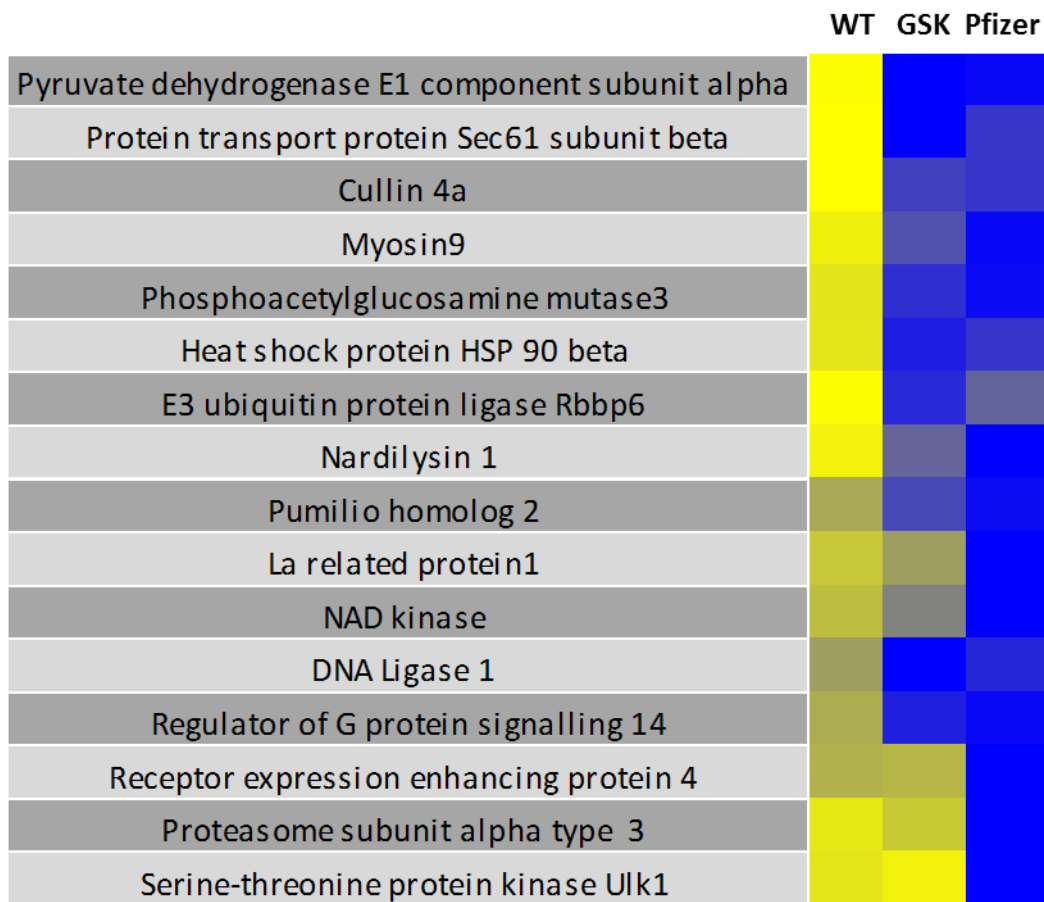 WT GSK Pfizer
Pyruvate dehydrogenase E1 component subunit alpha
Protein transport protein Sec61 subunit beta
Cullin 4a
Myosin9
Phosphoacetylglucosamine mutase3
Heat shock protein HSP 90 beta
E3 ubiquitin protein ligase Rbbp6
Nardilysin 1
Pumilio homolog 2
La related protein1
NAD kinase
DNA Ligase 1
Regulator of G protein signalling 14
Receptor expression enhancing protein 4
Proteasome subunit alpha type 3
Serine-threonine protein kinase Ulk1